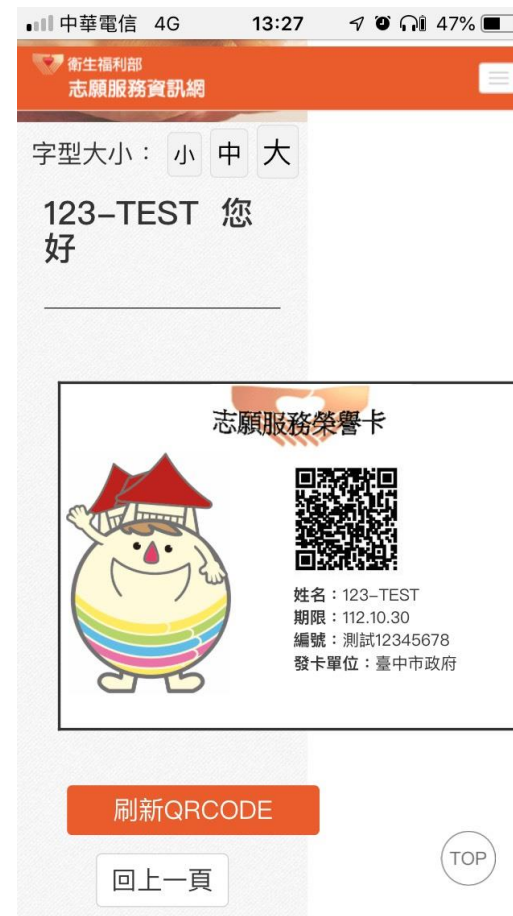 中華電信 4G 13:27 47%
衛生福利部
志願服務資訊網
字型大小： 小 中 大
123-TEST 您
好
志願服務榮譽卡
姓名：123-TEST
期限：112.10.30
編號：測試12345678
發卡單位：臺中市政府
刷新QRCODE
TOP
回上一頁